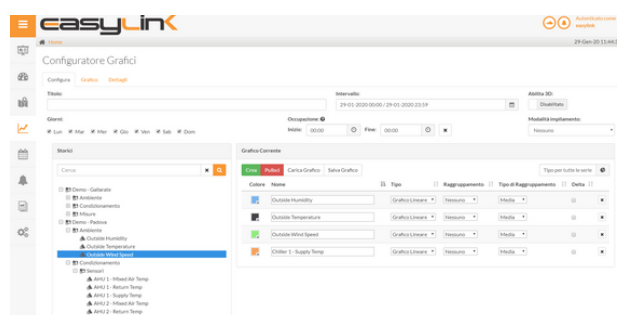 easyLink
Autenticato come
easylink
Home
29-Gen-20 11:44:
Configuratore Grafici
Configura Grafico Dettagli
Titolo: Intervallo: Abilita 3D:
29-01-2020 00:00 / 29-01-2020 23:59 Disabilitato
Giorni: Occupazione: Modalità impilamento:
Lun Mar Mer Gio Ven Sab Dom Inizio: 00:00 Fine: 00:00 Nessuno
Storici Grafico Corrente
Cerca Crea Pulisci Carica Grafico Salva Grafico Tipo per tutte le serie
Colore Nome Tipo Raggruppamento Tipo di Raggruppamento Delta
Demo - Gallarate
Ambiente
Condizionamento
Misure
Demo - Padova
Ambiente
Outside Humidity
Outside Temperature
Outside Wind Speed
Condizionamento
Sensori
AHU 1 - Mixed Air Temp
AHU 1 - Return Temp
AHU 1 - Supply Temp
AHU 2 - Mixed Air Temp
AHU 2 - Return Temp
Outside Humidity Grafico Lineare Nessuno Media
Outside Temperature Grafico Lineare Nessuno Media
Outside Wind Speed Grafico Lineare Nessuno Media
Chiller 1 - Supply Temp Grafico Lineare Nessuno Media